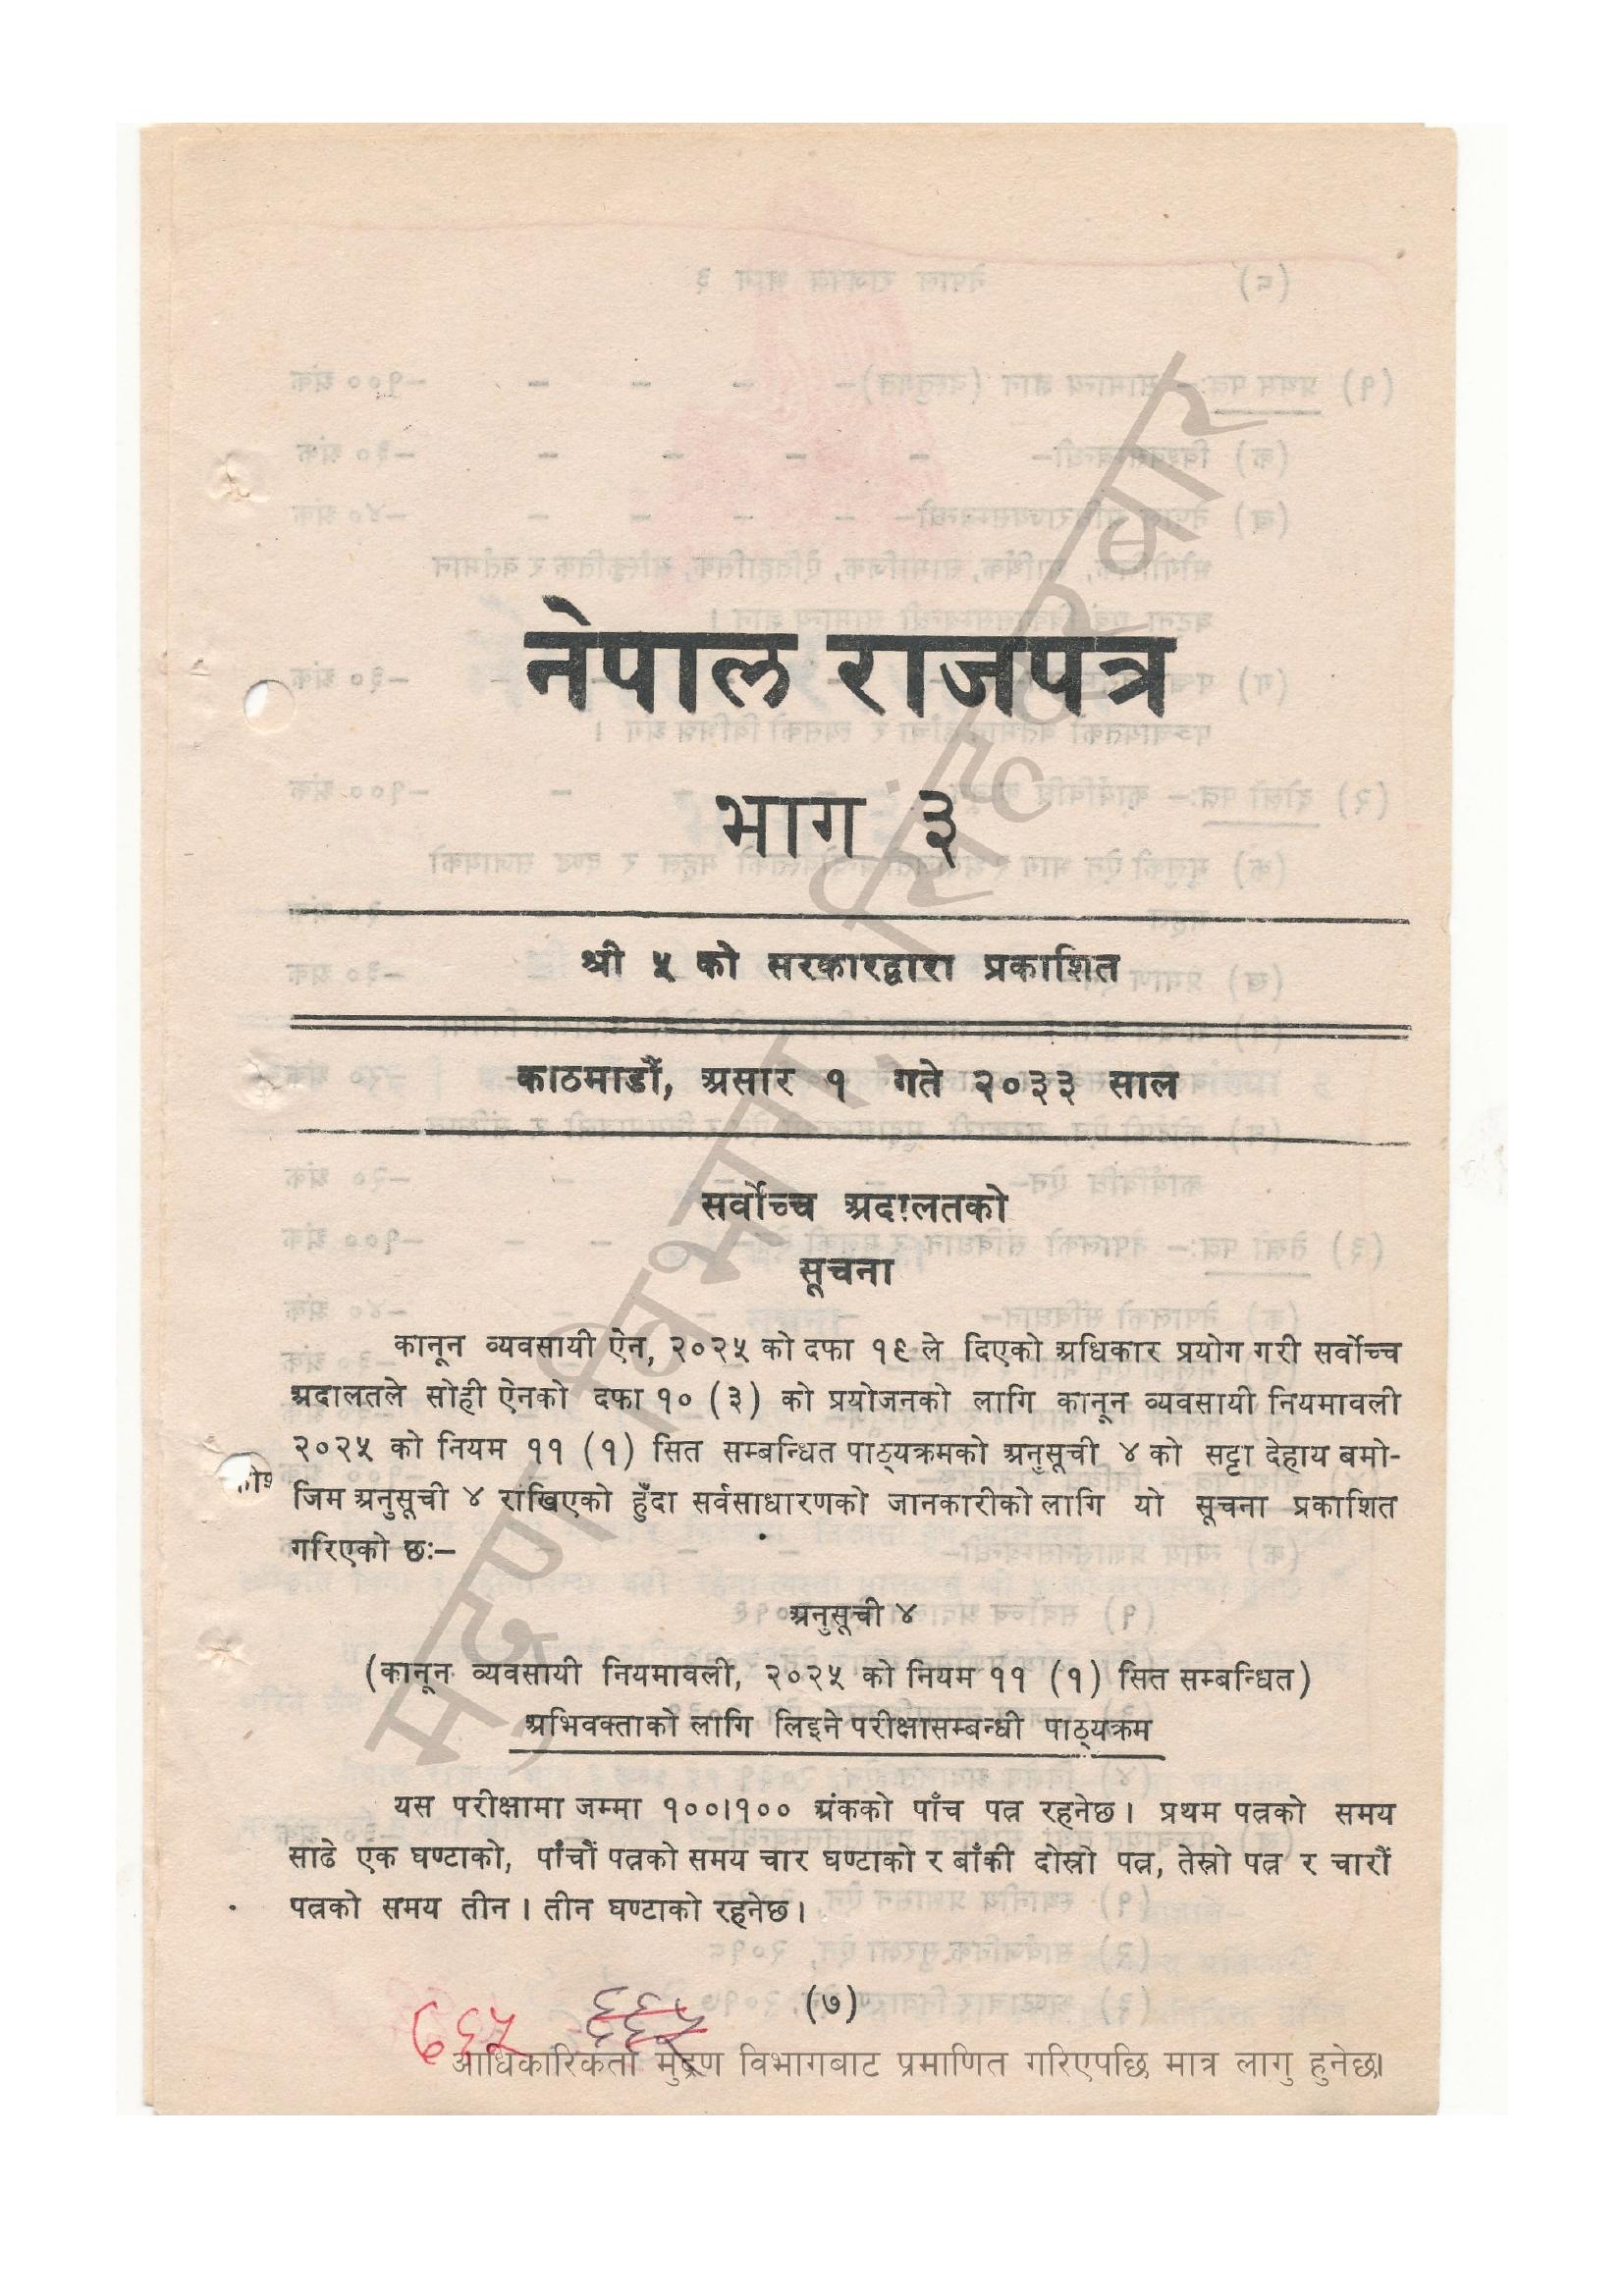 नेपाल राजपत्र
भाग ३
श्री ५ को सरकारद्वारा प्रकाशित
काठमाडौं, असार १ गते २०३३ साल
सर्वोच्च अदालतको
सूचना
कानून व्यवसायी ऐन, २०२५ को दफा १९ ले दिएको अधिकार प्रयोग गरी सर्वोच्च
अदालतले सोही ऐनको दफा १० (३) को प्रयोजनको लागि कानून व्यवसायी नियमावली
२०२५ को नियम ११ (१) सित सम्बन्धित पाठ्यक्रमको अनुसूची ४ को सट्टा देहाय बमो-
जिम अनुसूची ४ राखिएको हुँदा सर्वसाधारणको जानकारीको लागि यो सूचना प्रकाशित
गरिएको छः–
अनुसूची ४
(कानून व्यवसायी नियमावली, २०२५ को नियम ११ (१) सित सम्बन्धित)
अभिवक्ताको लागि लिइने परीक्षासम्बन्धी पाठ्यक्रम
यस परीक्षामा जम्मा १००।१०० अंकको पाँच पत्र रहनेछ। प्रथम पत्रको समय
साढे एक घण्टाको, पाँचौं पत्रको समय चार घण्टाको र बाँकी दोस्रो पत्र, तेस्रो पत्र र चारौं
पत्रको समय तीन। तीन घण्टाको रहनेछ।
(७)
७६५ ६६५
आधिकारिकता मुद्रण विभागबाट प्रमाणित गरिएपछि मात्र लागु हुनेछ।
मुद्रण विभाग, सिंहदरबार